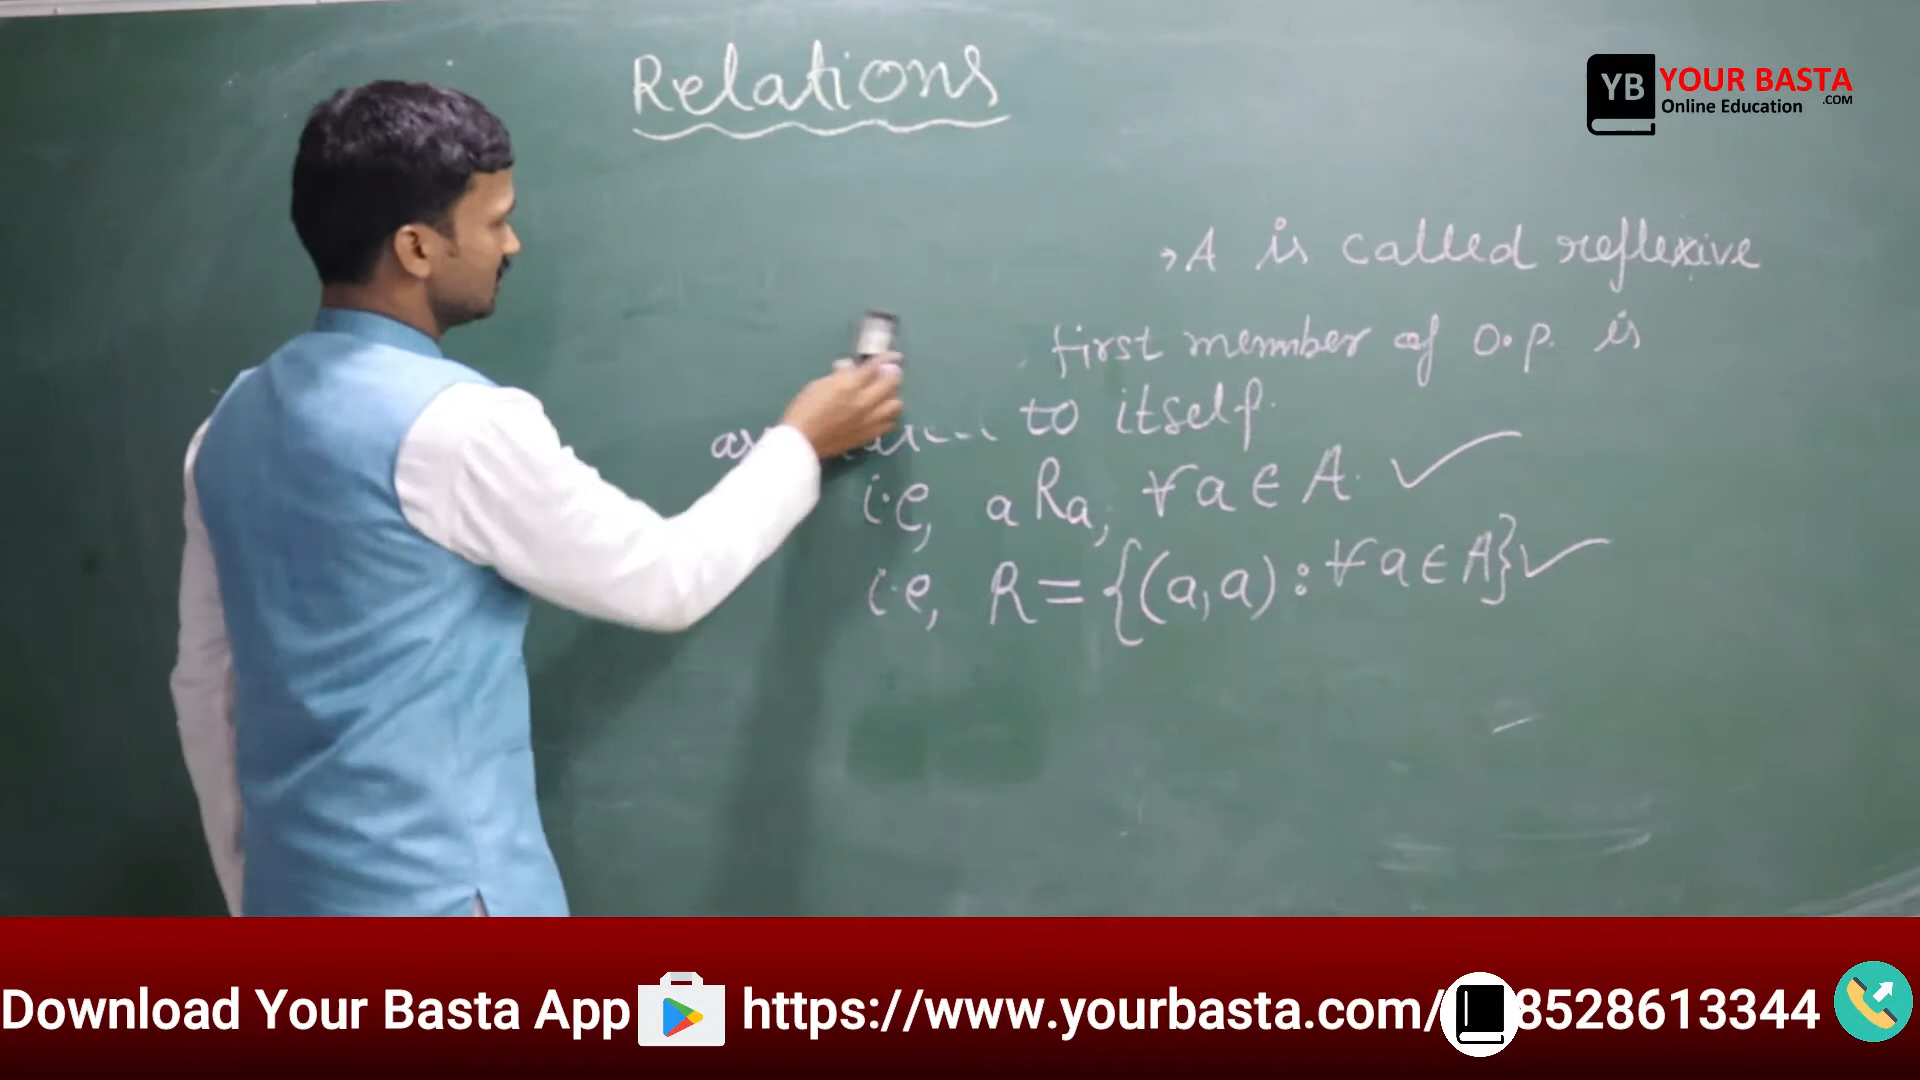 Relations
YB YOUR BASTA
.COM
Online Education
→ A is called reflexive
first member of O.P. is
to itself.
i.e, aRa, ∀a∈A. ✓
i.e, R={(a,a):∀a∈A}✓
Download Your Basta App https://www.yourbasta.com/ 8528613344